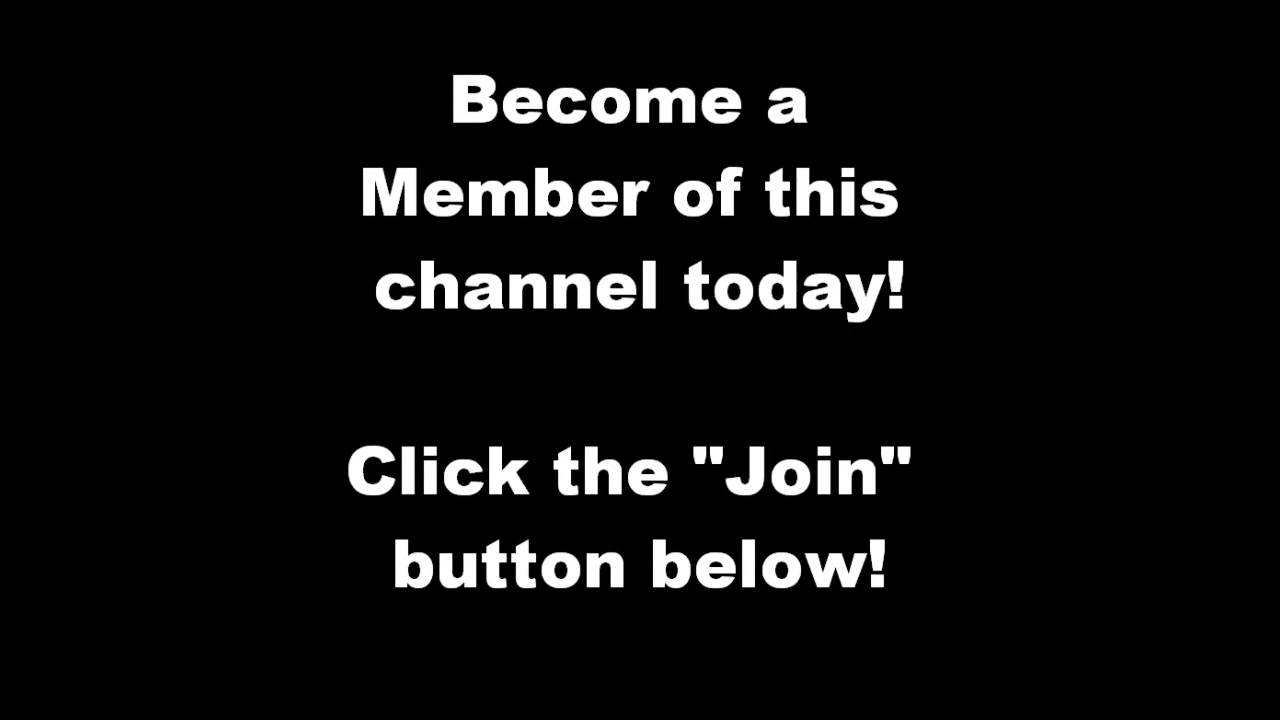 Become a
Member of this
channel today!
Click the "Join"
button below!